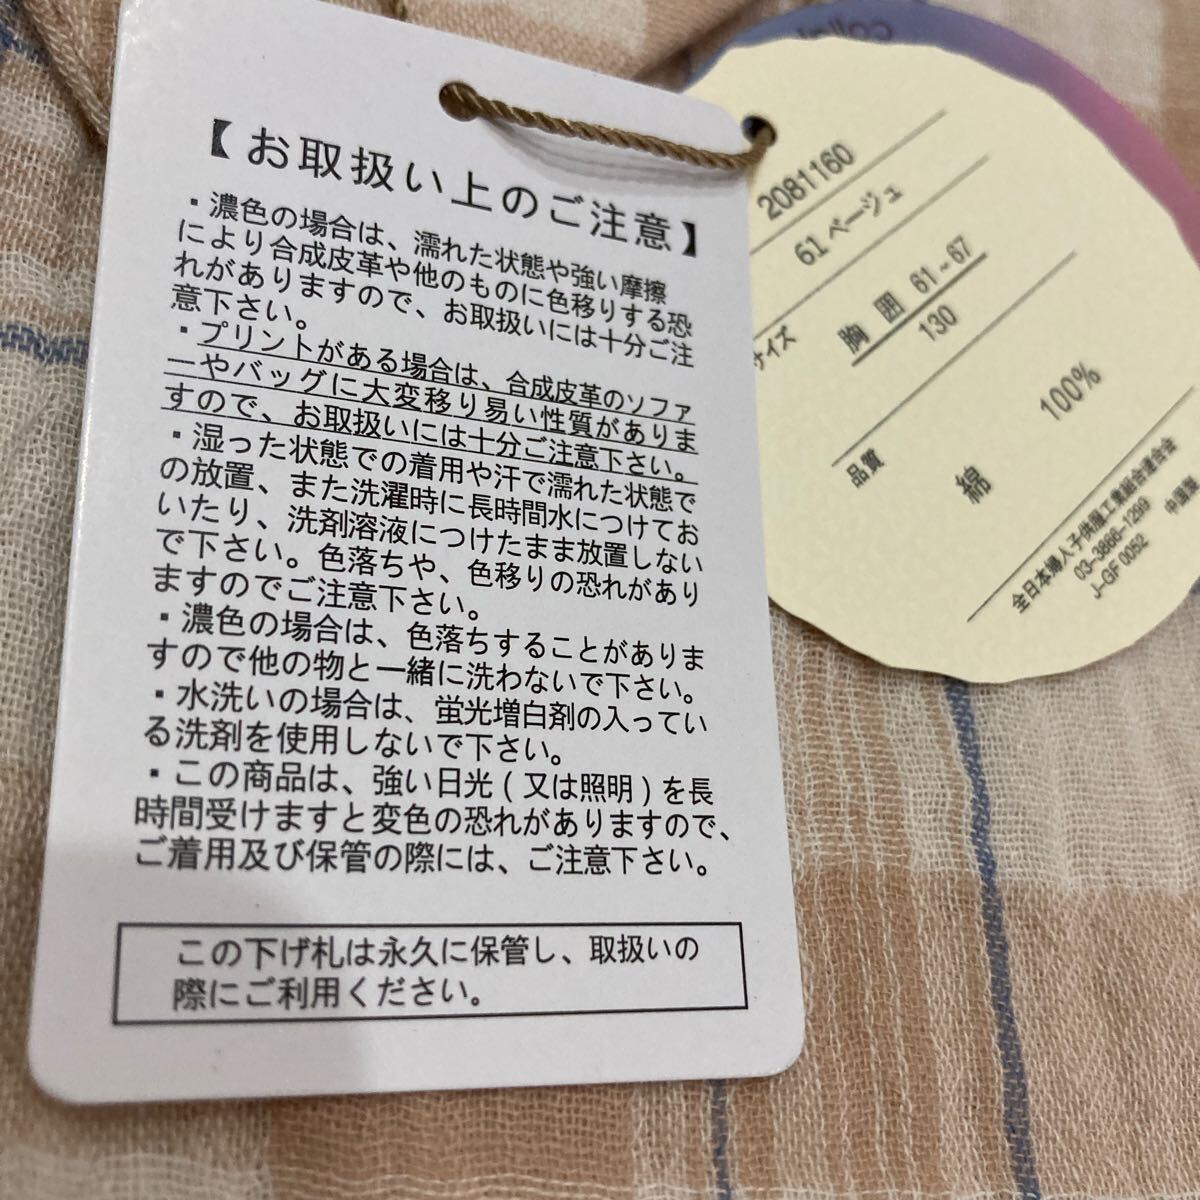 【お取扱い上のご注意】
・濃色の場合は、濡れた状態や強い摩擦
により合成皮革や他のものに色移りする恐
れがありますので、お取扱いには十分ご注
意下さい。
・プリントがある場合は、合成皮革のソファ
ーやバッグに大変移り易い性質がありま
すので、お取扱いには十分ご注意下さい。
・湿った状態での着用や汗で濡れた状態で
の放置、また洗濯時に長時間水につけてお
いたり、洗剤溶液につけたまま放置しない
で下さい。色落ちや、色移りの恐れがあり
ますのでご注意下さい。
・濃色の場合は、色落ちすることがありま
すので他の物と一緒に洗わないで下さい。
・水洗いの場合は、蛍光増白剤の入ってい
る洗剤を使用しないで下さい。
・この商品は、強い日光(又は照明)を長
時間受けますと変色の恐れがありますので、
ご着用及び保管の際には、ご注意下さい。
この下げ札は永久に保管し、取扱いの
際にご利用ください。
2081160
61 ベージュ
サイズ
胸 囲 61~67
130
品質
綿 100%
全日本婦人子供服工業組合連合会
03-3866-1299
J-GF 0052
中国製